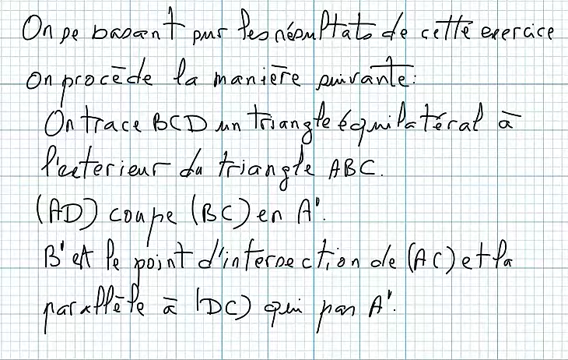 On se basant sur les résultats de cette exercice
on procède la manière suivante:
On trace BCD un triangle équilatéral à
l'exterieur du triangle ABC.
(AD) coupe (BC) en A'.
B' est le point d'intersection de (AC) et la
parallèle à (DC) qui pas A'.